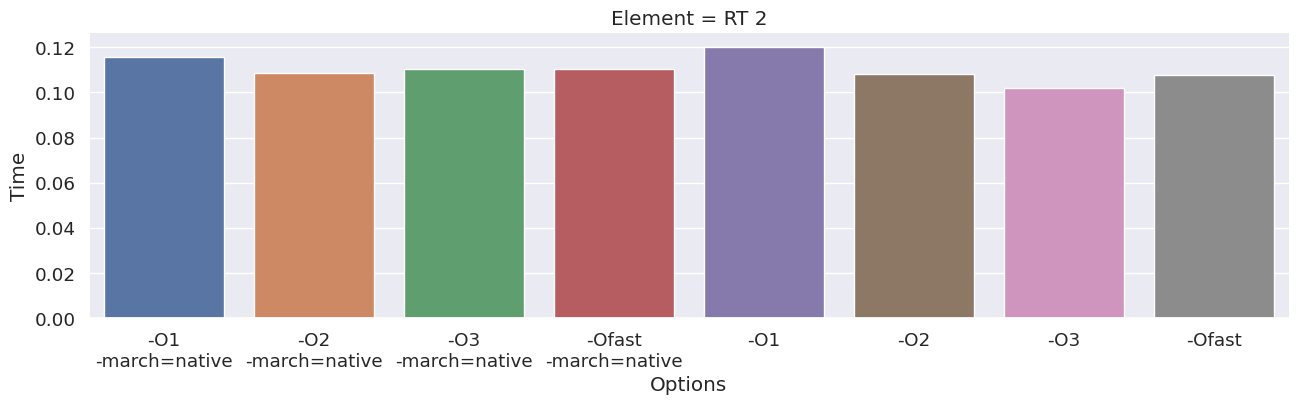 Element = RT 2
0.12
0.10
0.08
0.06
0.04
0.02
0.00
Time
-O1 -O2 -O3 -Ofast -O1 -O2 -O3 -Ofast
-march=native -march=native -march=native -march=native
Options